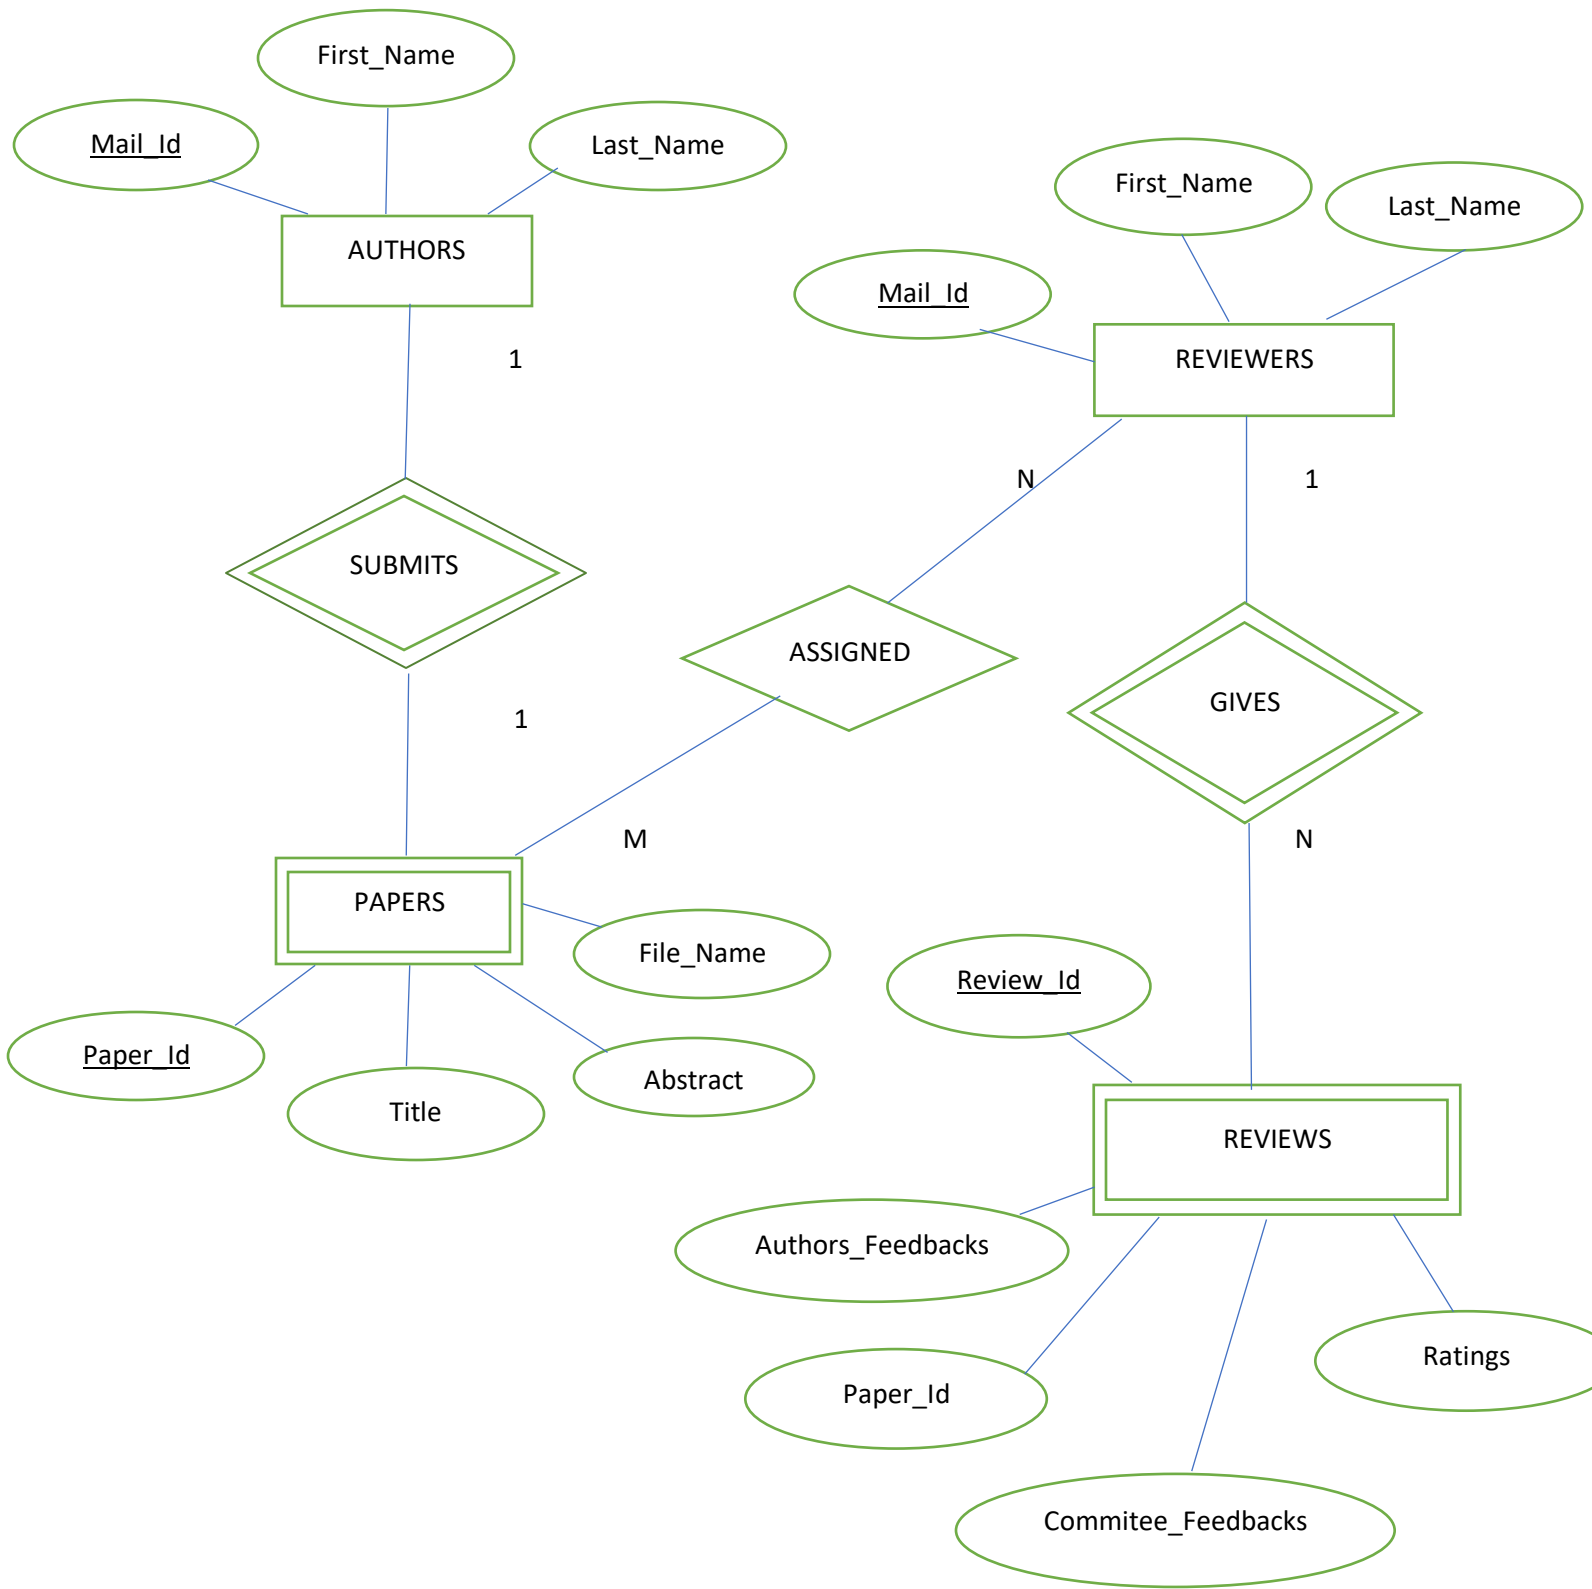 First_Name
Mail_Id
Last_Name
AUTHORS
First_Name
Last_Name
Mail_Id
REVIEWERS
1
N
1
SUBMITS
ASSIGNED
GIVES
1
M
N
PAPERS
File_Name
Review_Id
Paper_Id
Abstract
Title
REVIEWS
Authors_Feedbacks
Ratings
Paper_Id
Commitee_Feedbacks